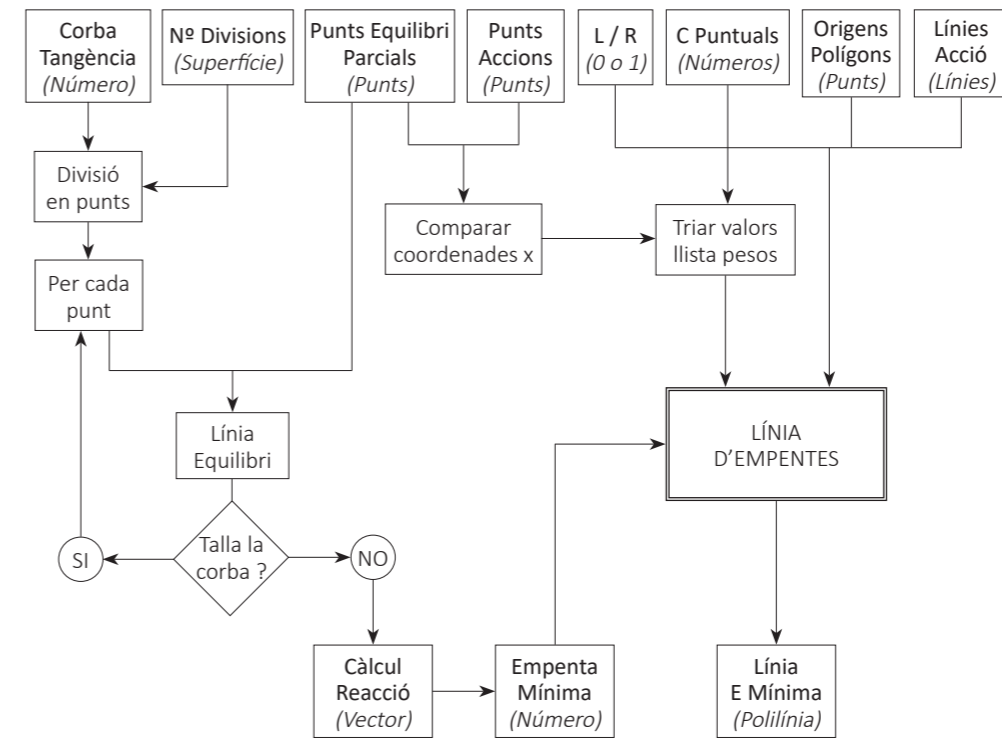 Corba
Tangència
(Número)
Nº Divisions
(Superfície)
Punts Equilibri
Parcials
(Punts)
Punts
Accions
(Punts)
L / R
(0 o 1)
C Puntuals
(Números)
Orígens
Polígons
(Punts)
Línies
Acció
(Línies)
Divisió
en punts
Comparar
coordenades x
Triar valors
llista pesos
Per cada
punt
Línia
Equilibri
LÍNIA
D’EMPENTES
SI
Talla la
corba ?
NO
Càlcul
Reacció
(Vector)
Empenta
Mínima
(Número)
Línia
E Mínima
(Polilínia)